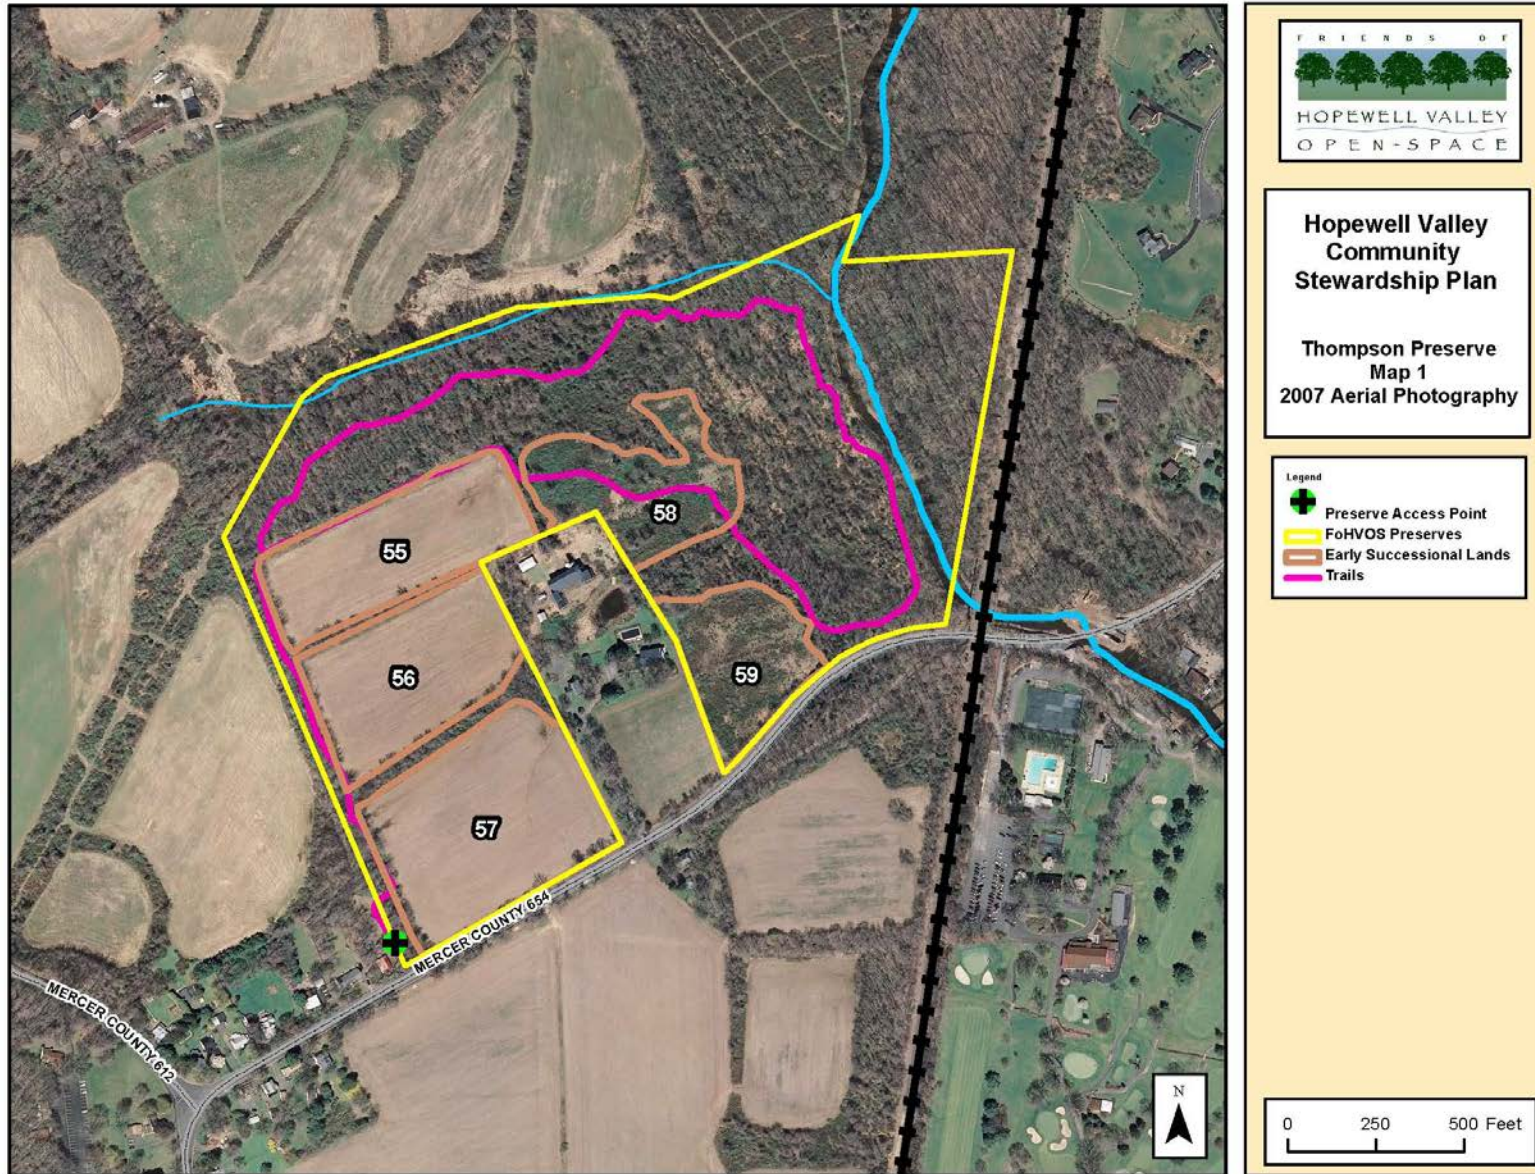 FRIENDS OF
HOPEWELL VALLEY
OPEN-SPACE
Hopewell Valley
Community
Stewardship Plan
Thompson Preserve
Map 1
2007 Aerial Photography
Legend
Preserve Access Point
FoHVOS Preserves
Early Successional Lands
Trails
55
58
56
59
57
MERCER COUNTY 654
MERCER COUNTY 612
N
0 250 500 Feet